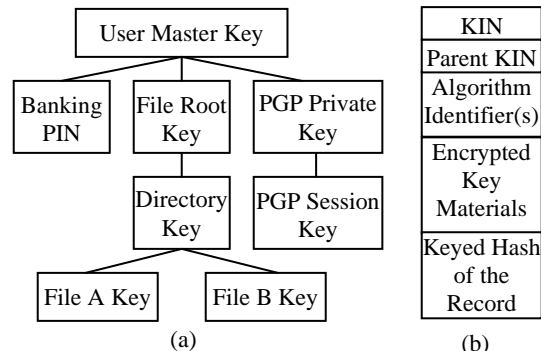 User Master Key
Banking
PIN
File Root
Key
PGP Private
Key
Directory
Key
PGP Session
Key
File A Key
File B Key
(a)
KIN
Parent KIN
Algorithm
Identifier(s)
Encrypted
Key
Materials
Keyed Hash
of the
Record
(b)